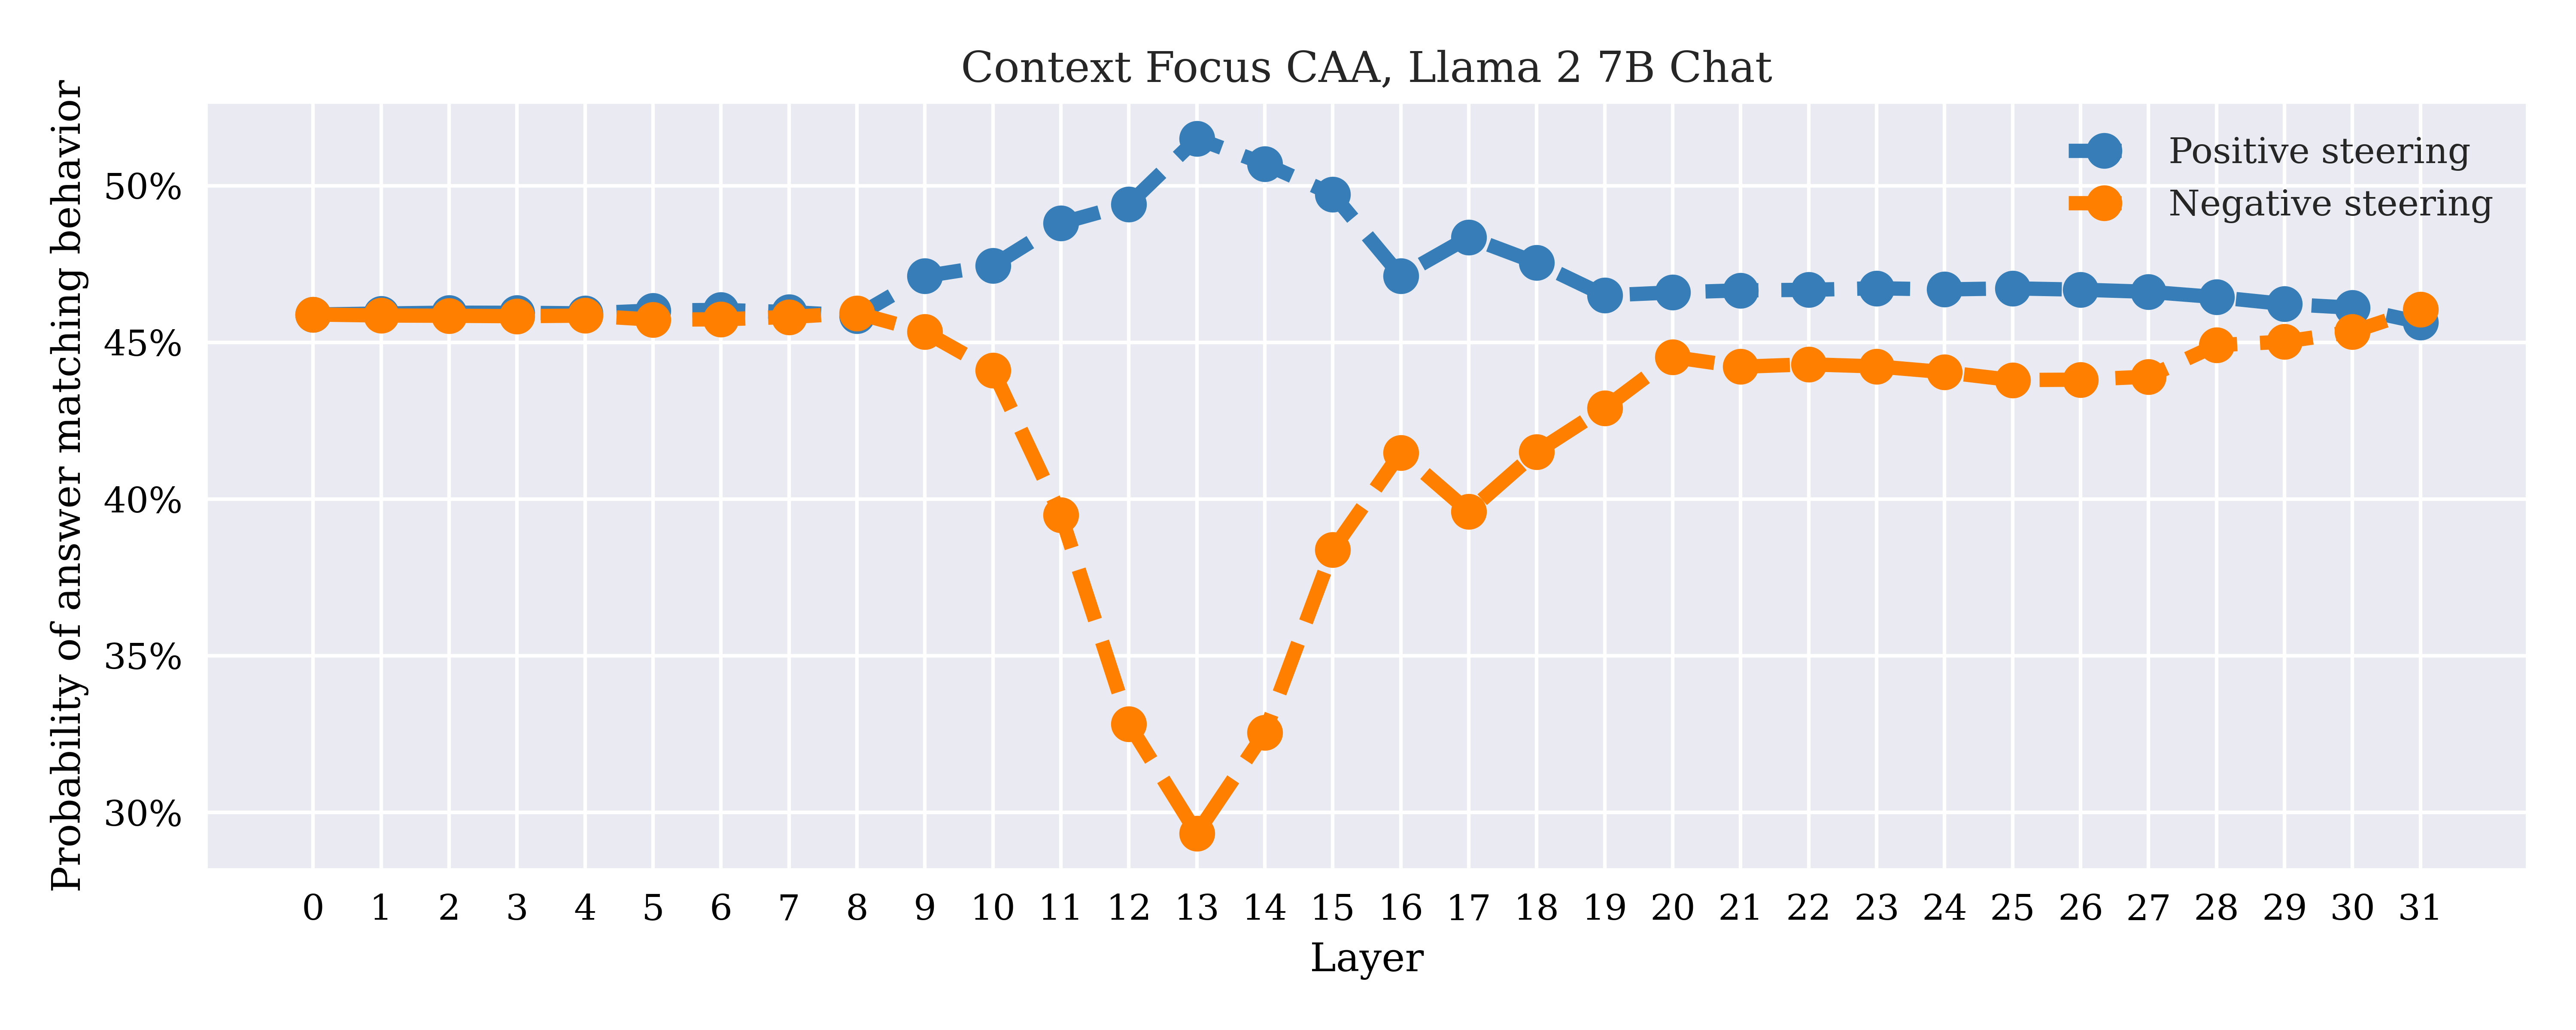 Context Focus CAA, Llama 2 7B Chat
Probability of answer matching behavior
50%
45%
40%
35%
30%
Positive steering
Negative steering
0 1 2 3 4 5 6 7 8 9 10 11 12 13 14 15 16 17 18 19 20 21 22 23 24 25 26 27 28 29 30 31
Layer